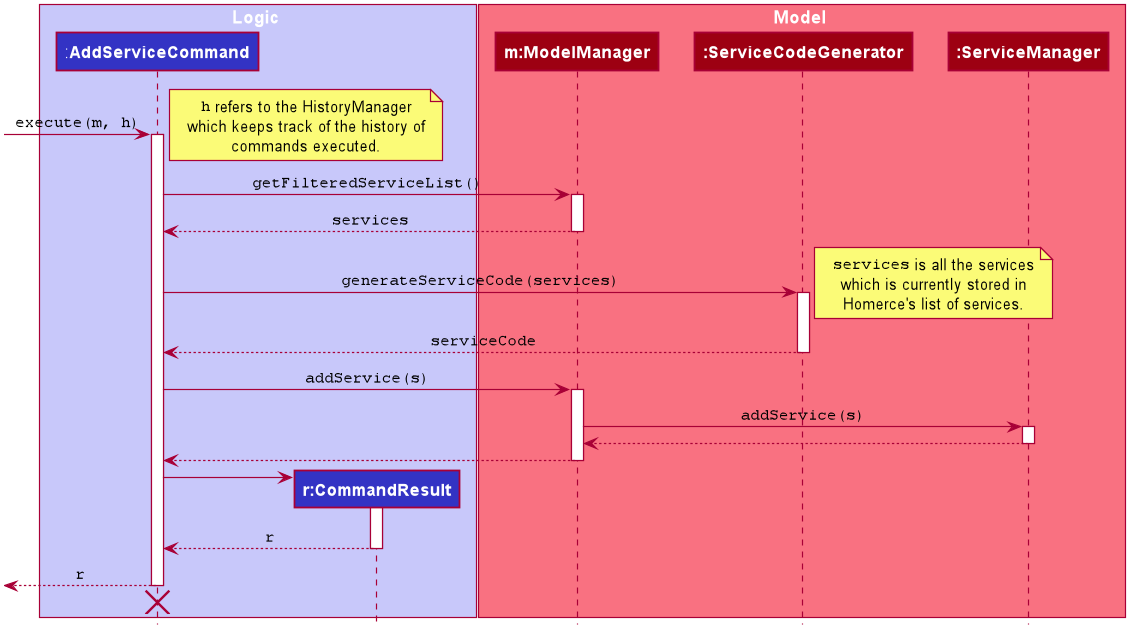 Logic
Model
:AddServiceCommand
m:ModelManager
:ServiceCodeGenerator
:ServiceManager
h refers to the HistoryManager
which keeps track of the history of
commands executed.
execute(m, h)
getFilteredServiceList()
services
services is all the services
which is currently stored in
Homerce's list of services.
generateServiceCode(services)
serviceCode
addService(s)
addService(s)
r:CommandResult
r
r